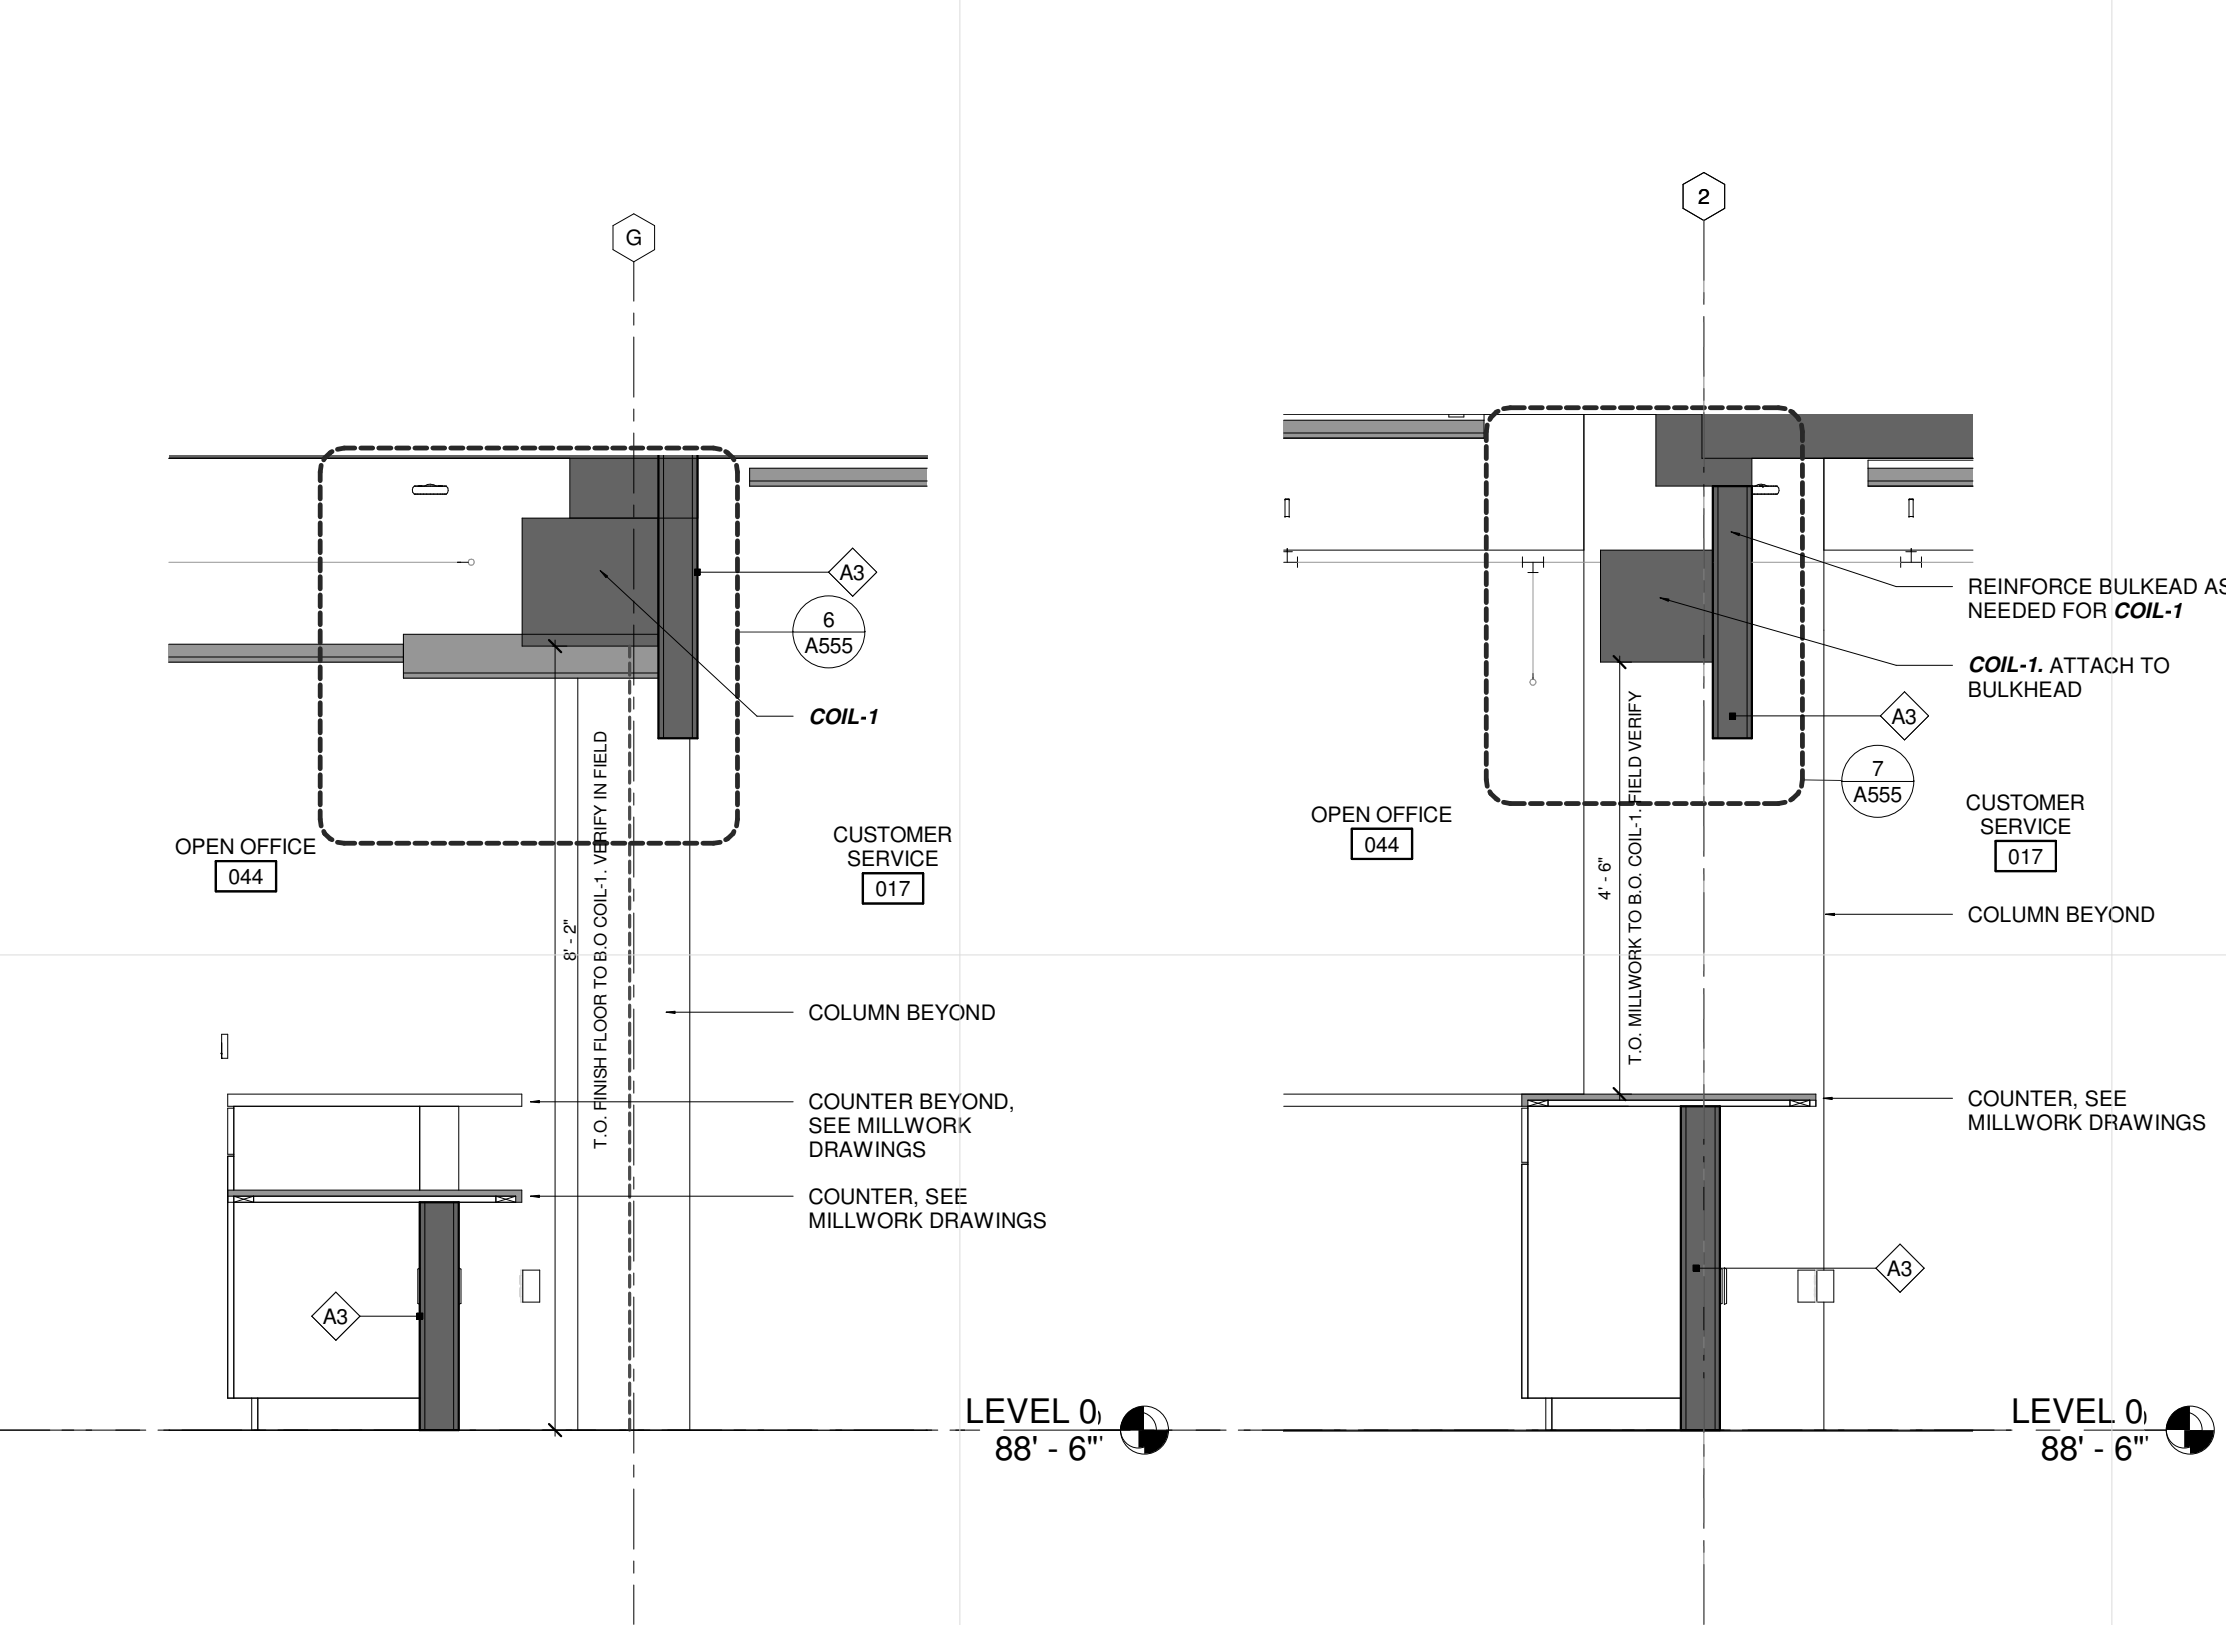 G
A3
6
A555
COIL-1
T.O. FINISH FLOOR TO B.O COIL-1. VERIFY IN FIELD
8' - 2"
OPEN OFFICE
044
CUSTOMER
SERVICE
017
COLUMN BEYOND
COUNTER BEYOND,
SEE MILLWORK
DRAWINGS
COUNTER, SEE
MILLWORK DRAWINGS
A3
LEVEL 0
88' - 6"
2
REINFORCE BULKEAD AS
NEEDED FOR COIL-1
COIL-1. ATTACH TO
BULKHEAD
A3
7
A555
T.O. MILLWORK TO B.O. COIL-1. FIELD VERIFY
4' - 6"
OPEN OFFICE
044
CUSTOMER
SERVICE
017
COLUMN BEYOND
COUNTER, SEE
MILLWORK DRAWINGS
A3
LEVEL 0
88' - 6"